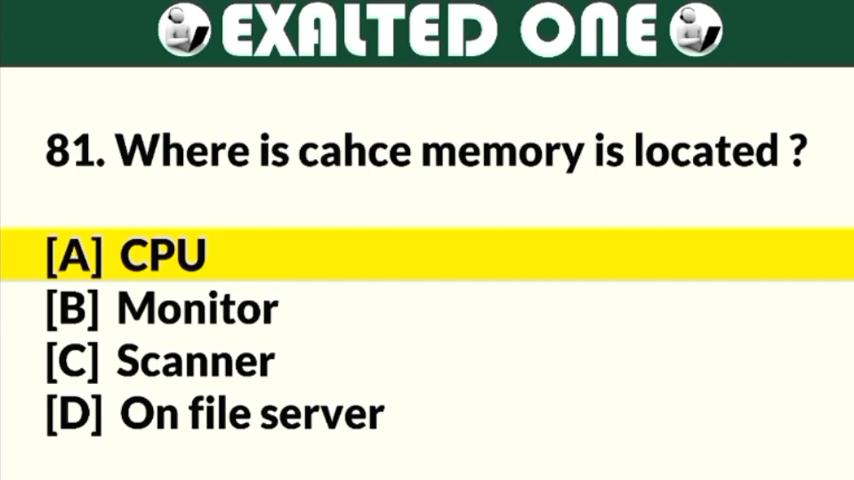 EXALTED ONE
81. Where is cahce memory is located ?
[A] CPU
[B] Monitor
[C] Scanner
[D] On file server